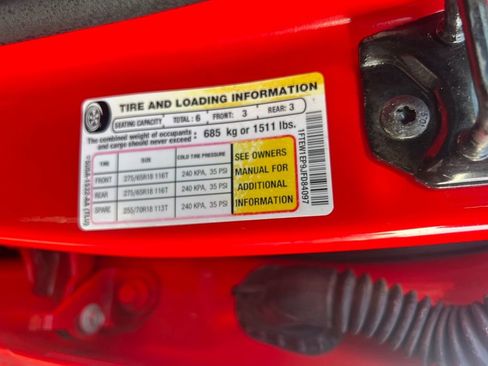 TIRE AND LOADING INFORMATION
SEATING CAPACITY TOTAL: 6 FRONT: 3 REAR: 3
The combined weight of occupants
and cargo should never exceed - 685 kg or 1511 lbs.
TIRE SIZE COLD TIRE PRESSURE
FRONT 275/65R18 116T 240 KPA, 35 PSI
REAR 275/65R18 116T 240 KPA, 35 PSI
SPARE 255/70R18 113T 240 KPA, 35 PSI
SEE OWNERS
MANUAL FOR
ADDITIONAL
INFORMATION
1FTEW1EP9JFD84097